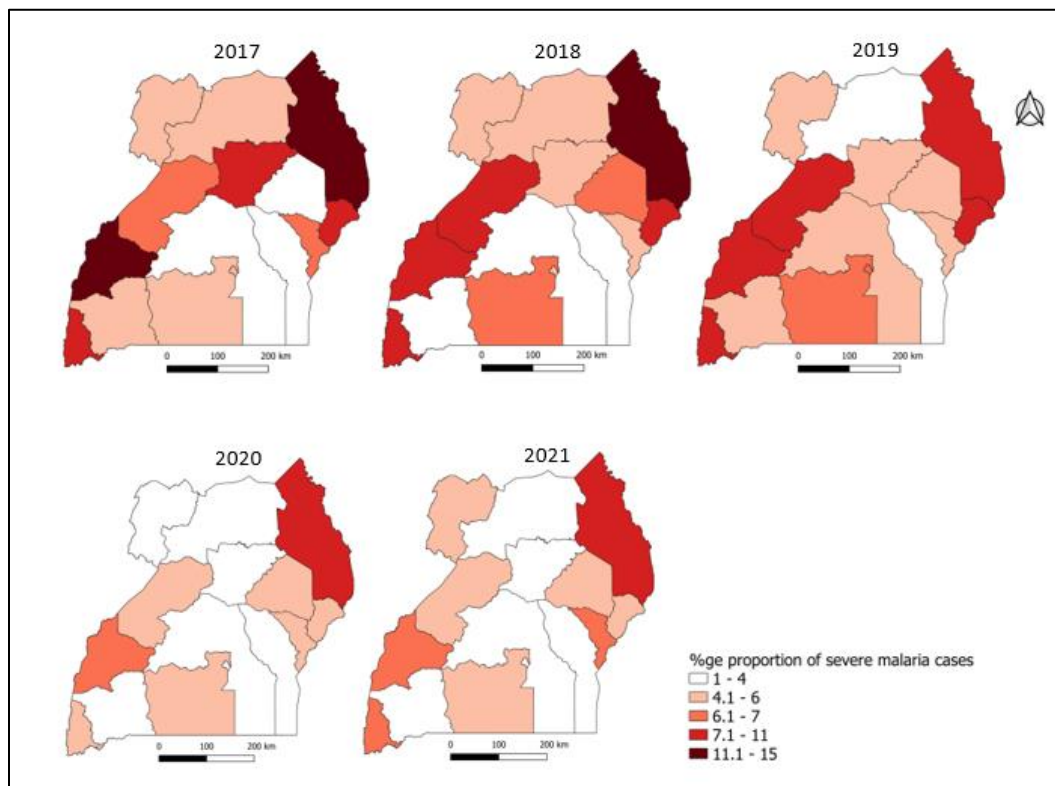 2017
2018
2019
0 100 200 km
0 100 200 km
0 100 200 km
2020
2021
0 100 200 km
0 100 200 km
%ge proportion of severe malaria cases
1 - 4
4.1 - 6
6.1 - 7
7.1 - 11
11.1 - 15